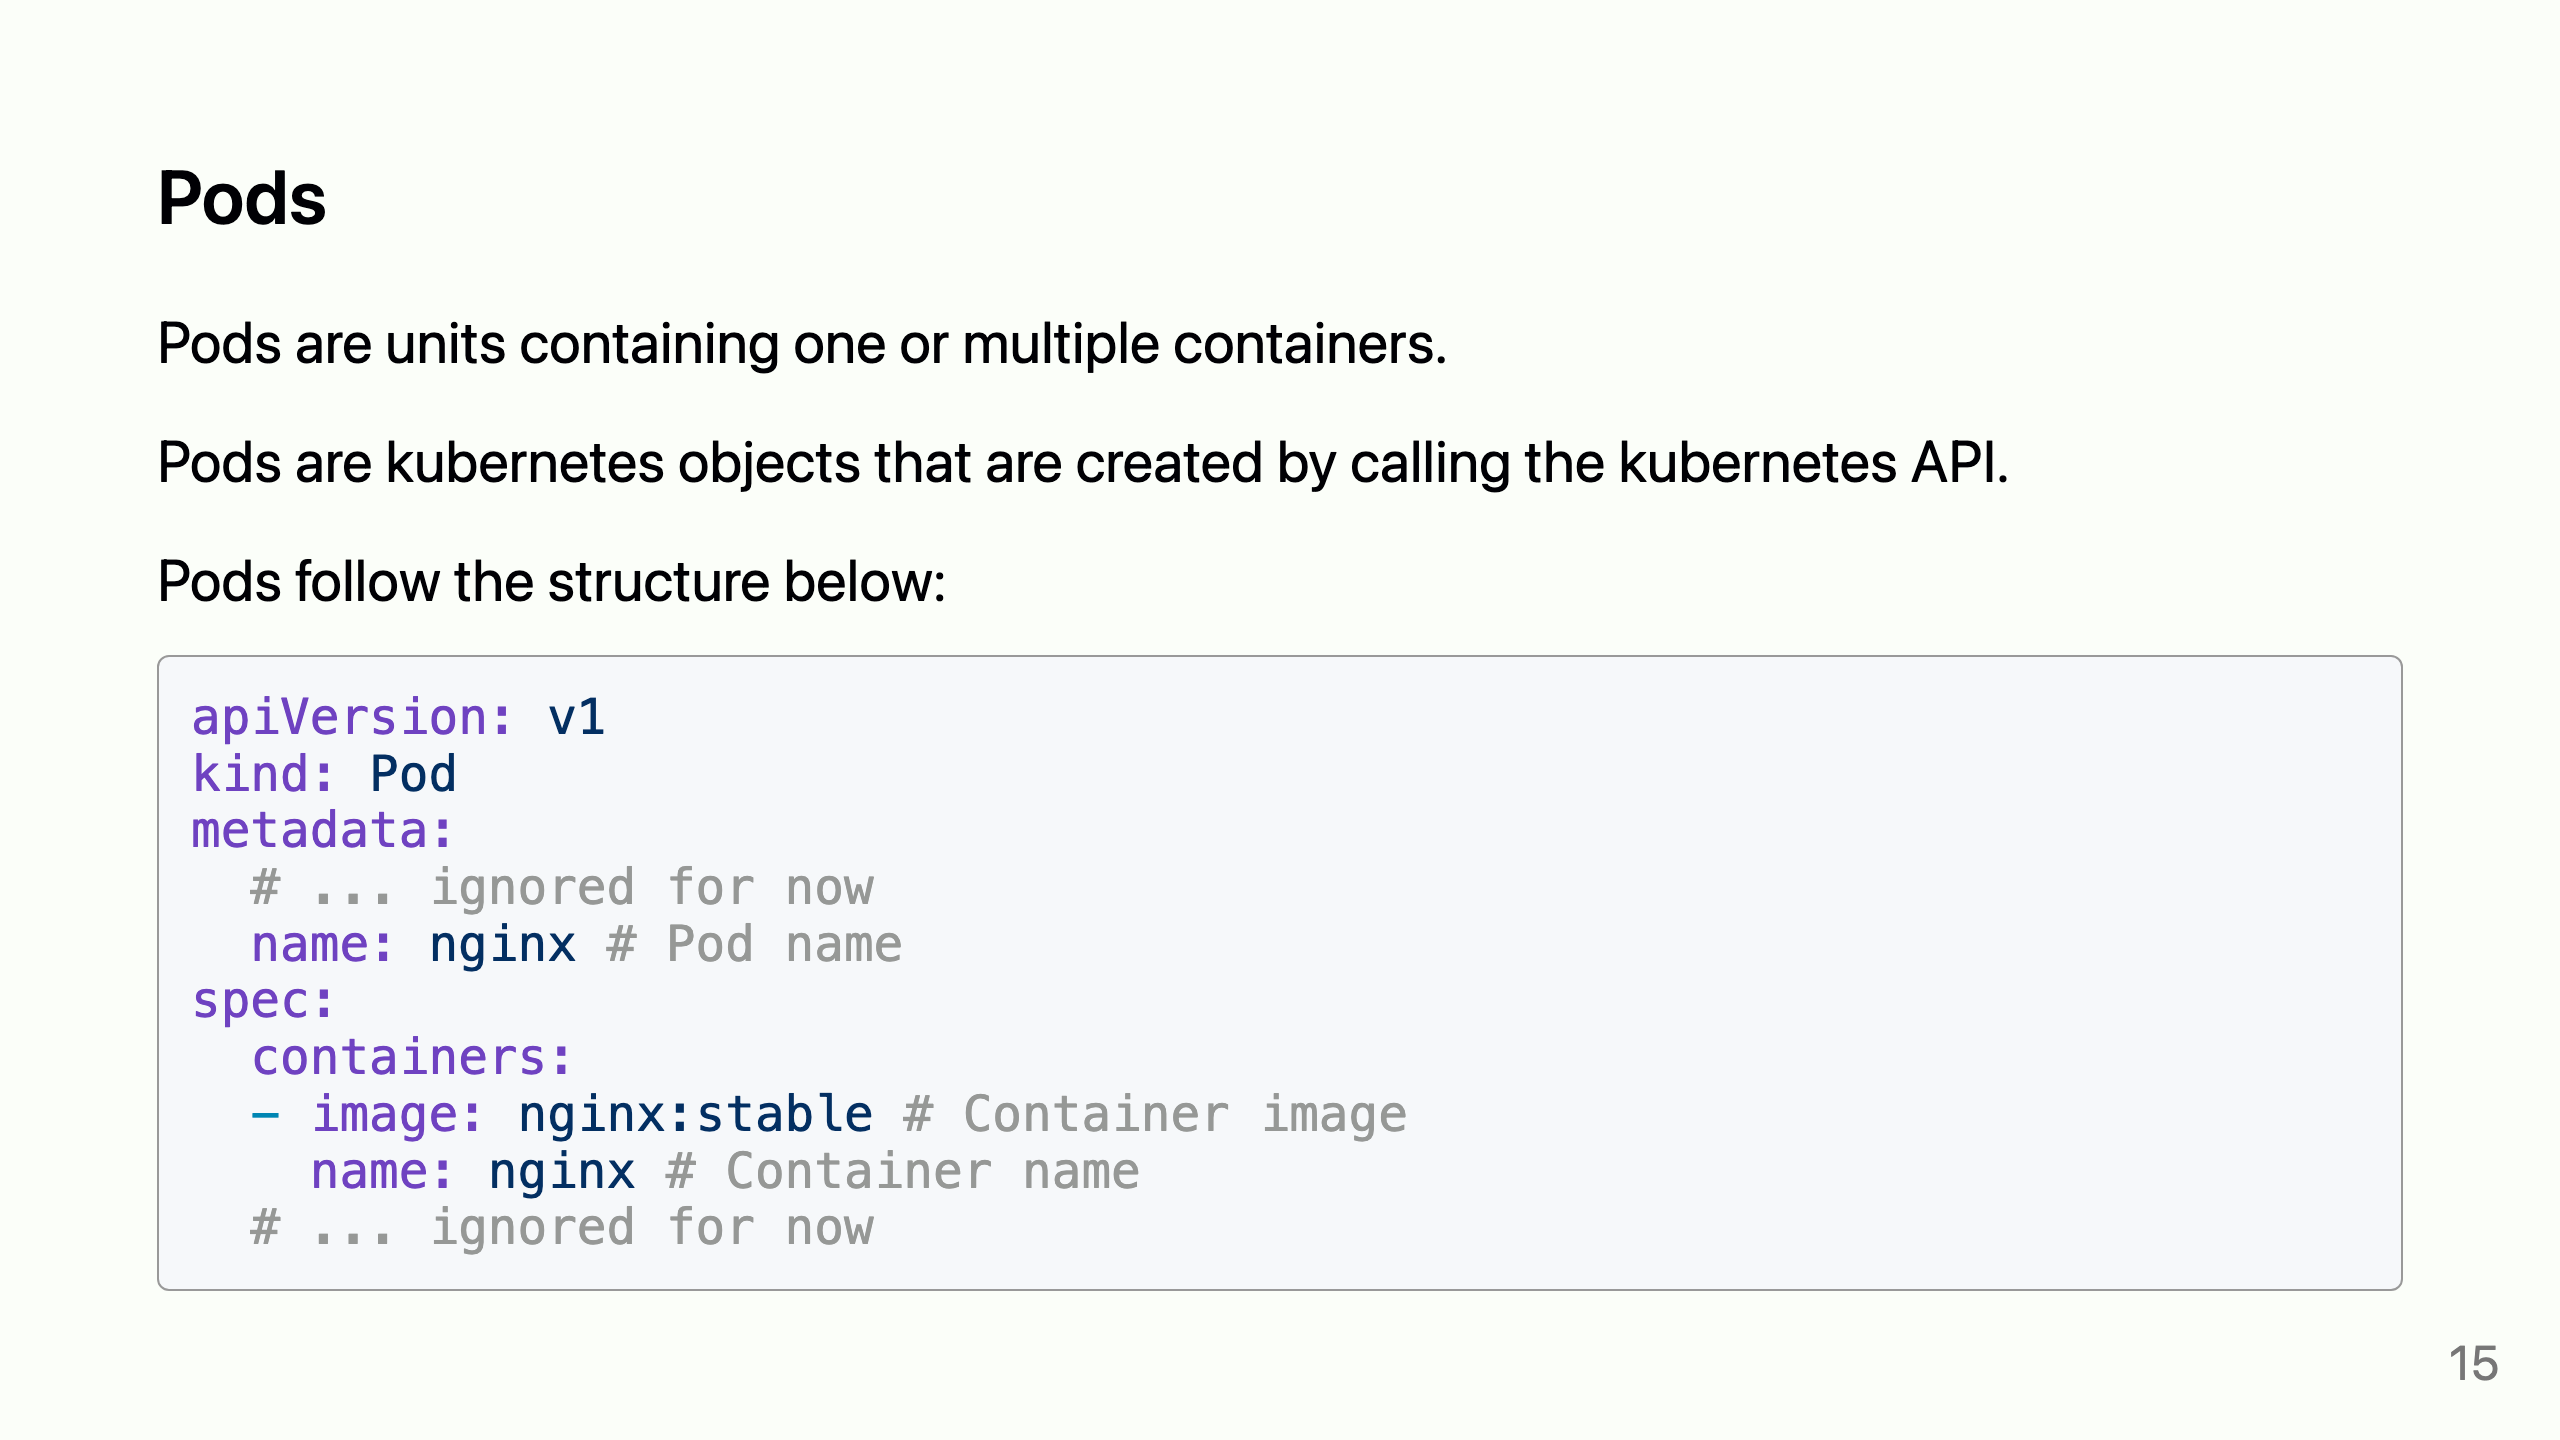 Pods
Pods are units containing one or multiple containers.
Pods are kubernetes objects that are created by calling the kubernetes API.
Pods follow the structure below:
apiVersion: v1
kind: Pod
metadata:
  # ... ignored for now
  name: nginx # Pod name
spec:
  containers:
  - image: nginx:stable # Container image
    name: nginx # Container name
  # ... ignored for now
15